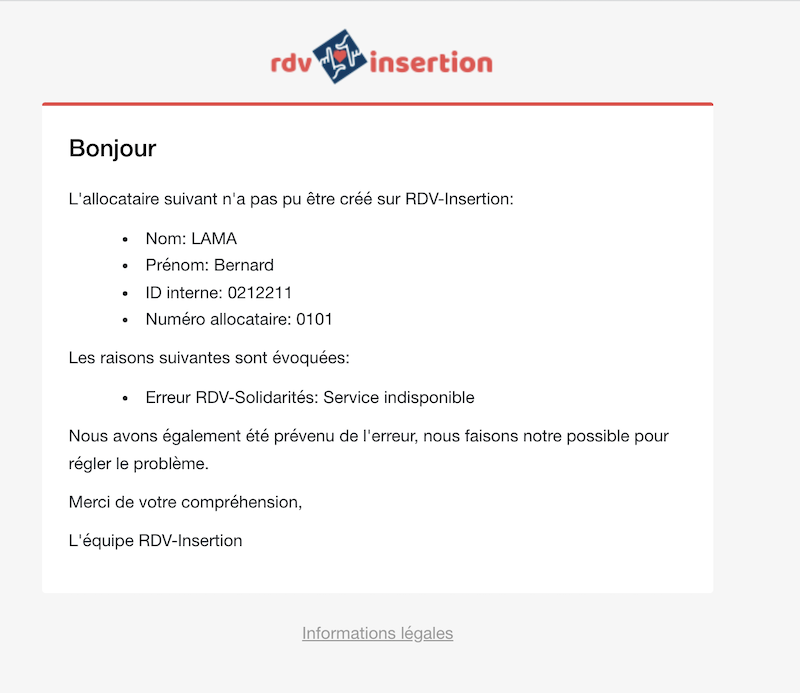 rdv insertion
Bonjour
L'allocataire suivant n'a pas pu être créé sur RDV-Insertion:
• Nom: LAMA
• Prénom: Bernard
• ID interne: 0212211
• Numéro allocataire: 0101
Les raisons suivantes sont évoquées:
• Erreur RDV-Solidarités: Service indisponible
Nous avons également été prévenu de l'erreur, nous faisons notre possible pour
régler le problème.
Merci de votre compréhension,
L'équipe RDV-Insertion
Informations légales